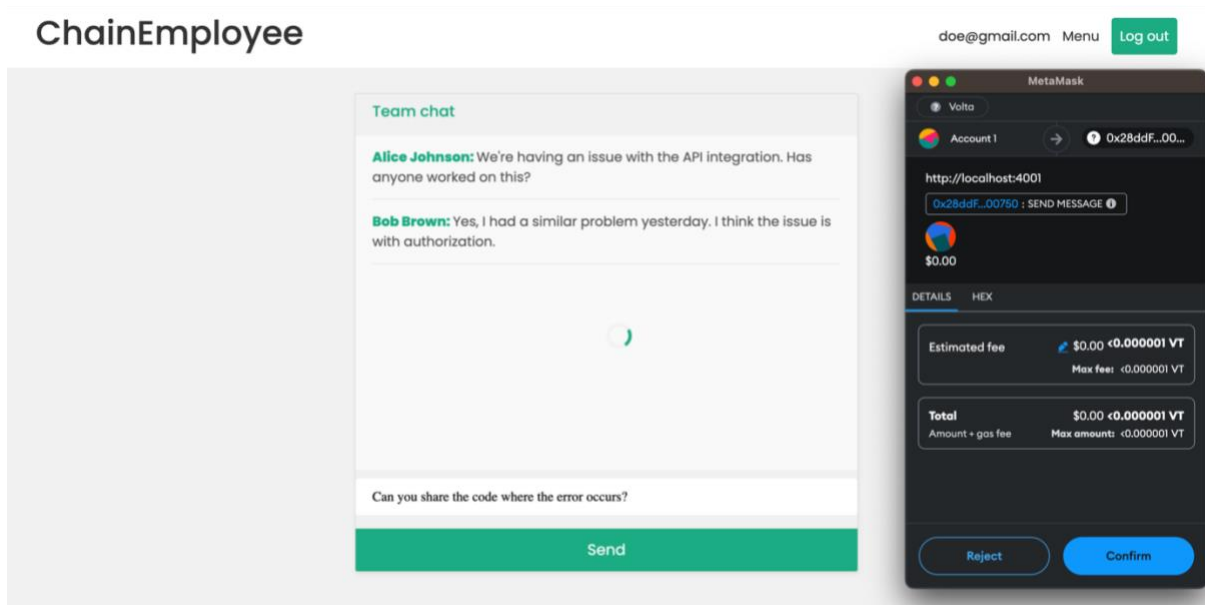 ChainEmployee
doe@gmail.com Menu Log out
Team chat
Alice Johnson: We're having an issue with the API integration. Has
anyone worked on this?
Bob Brown: Yes, I had a similar problem yesterday. I think the issue is
with authorization.
Can you share the code where the error occurs?
Send
MetaMask
Volta
Account 1 0x28ddF...00...
http://localhost:4001
0x28ddF...00750 : SEND MESSAGE
$0.00
DETAILS HEX
Estimated fee $0.00 <0.000001 VT
Max fee: <0.000001 VT
Total $0.00 <0.000001 VT
Amount + gas fee Max amount: <0.000001 VT
Reject Confirm